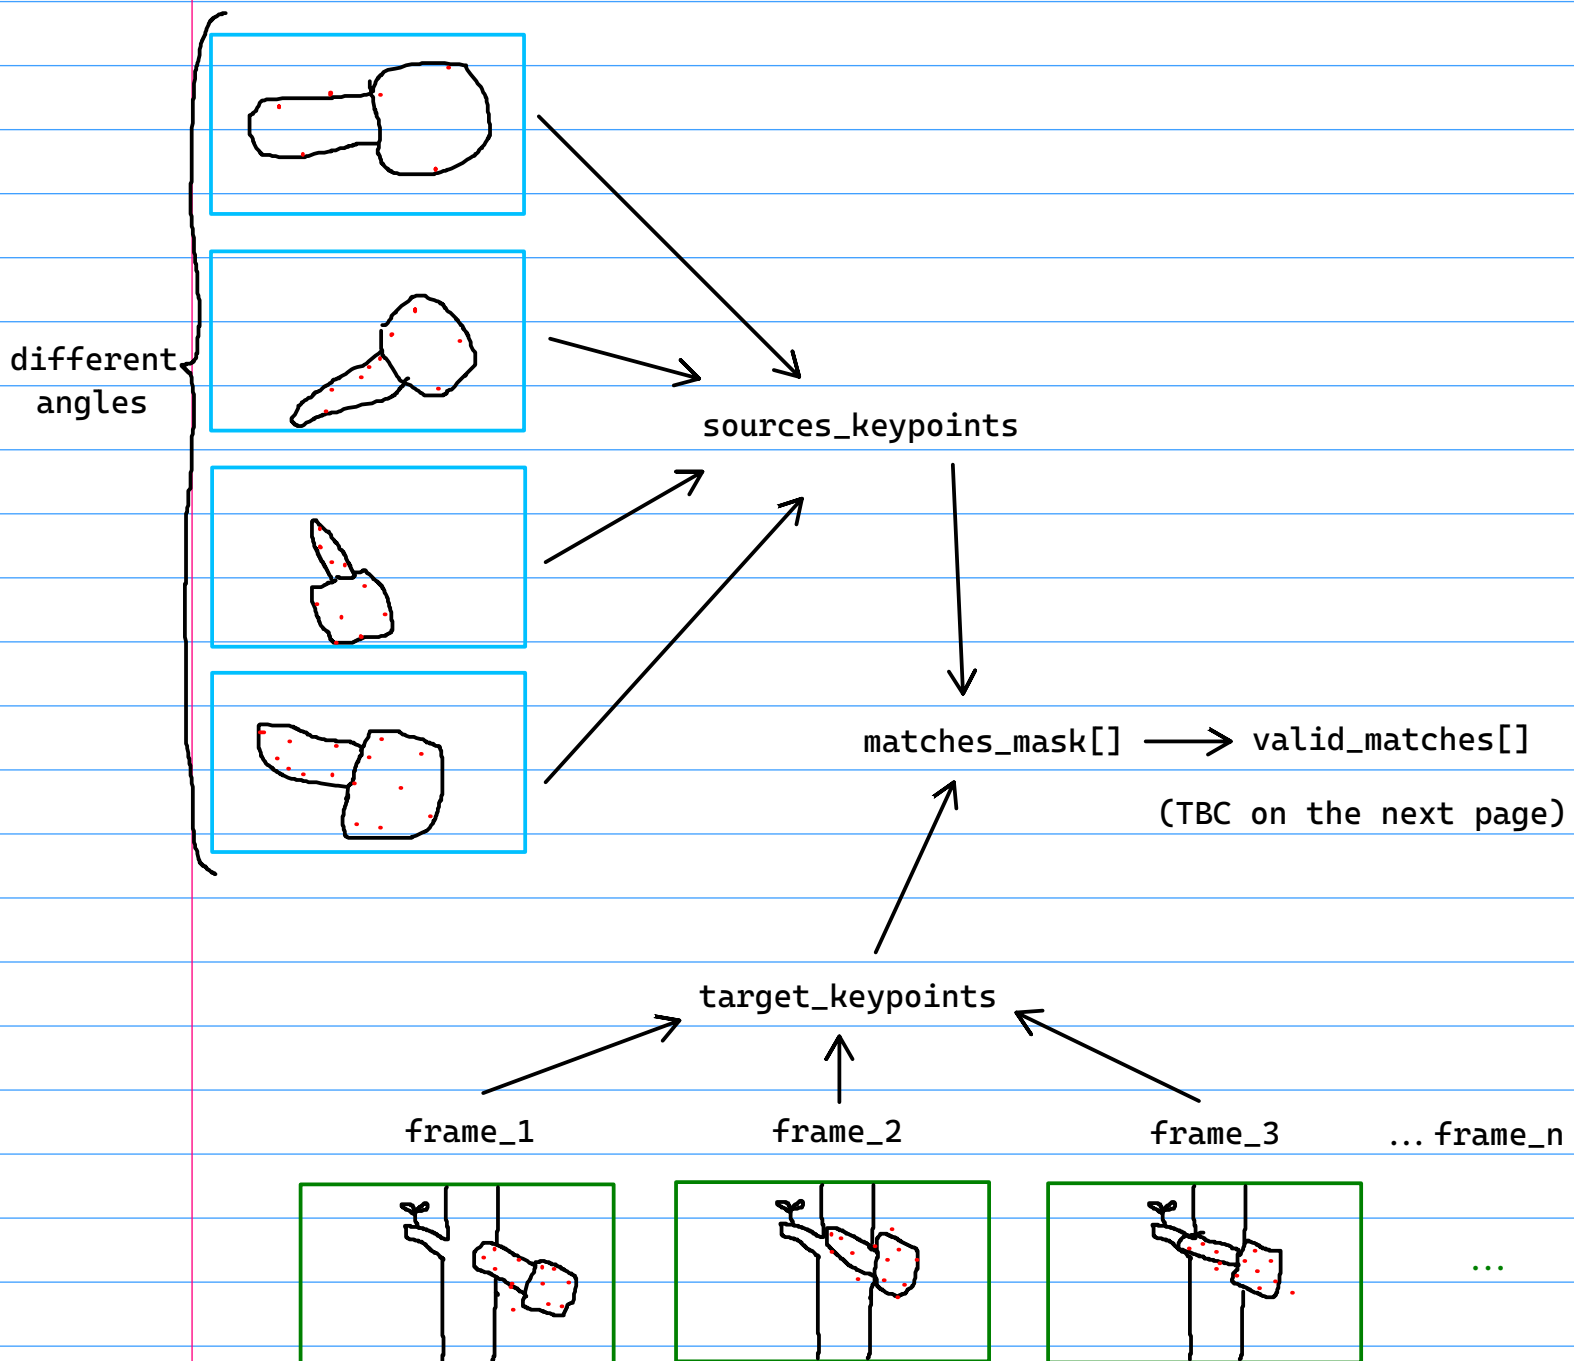 different
angles
sources_keypoints
matches_mask[]
valid_matches[]
(TBC on the next page)
target_keypoints
frame_1
frame_2
frame_3
... frame_n
...